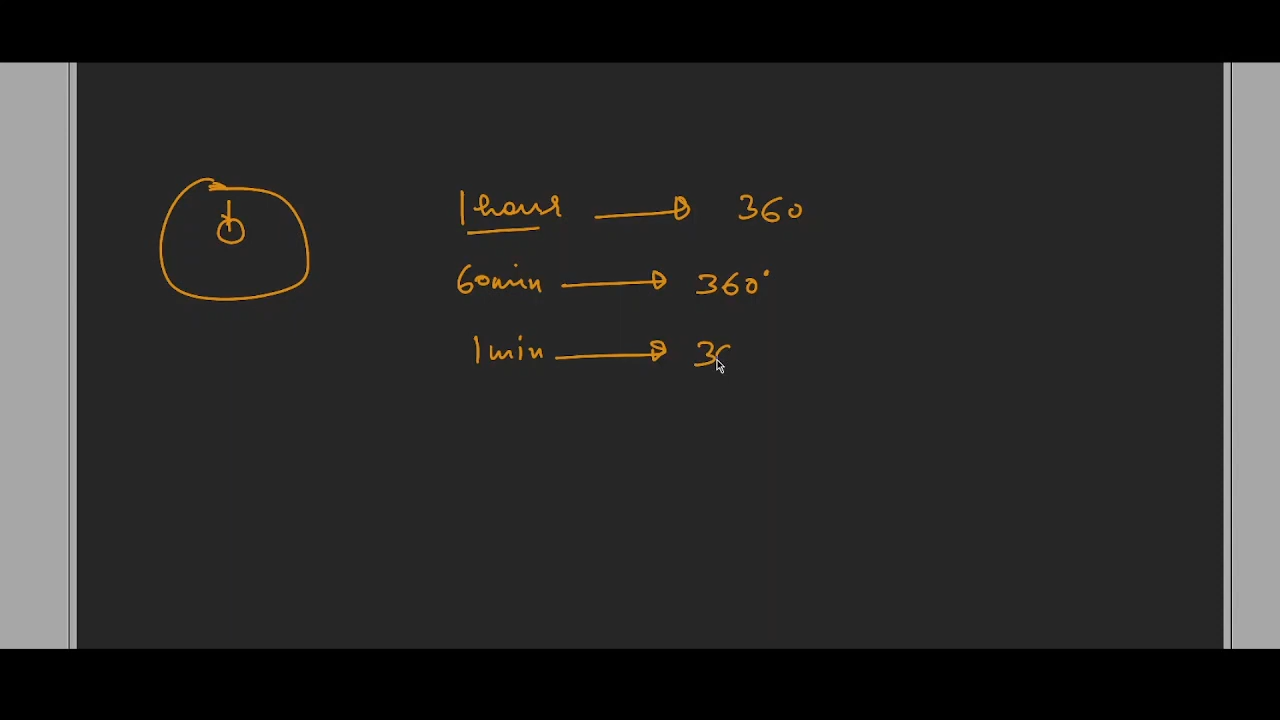 1 hour → 360
60min → 360°
1min → 36